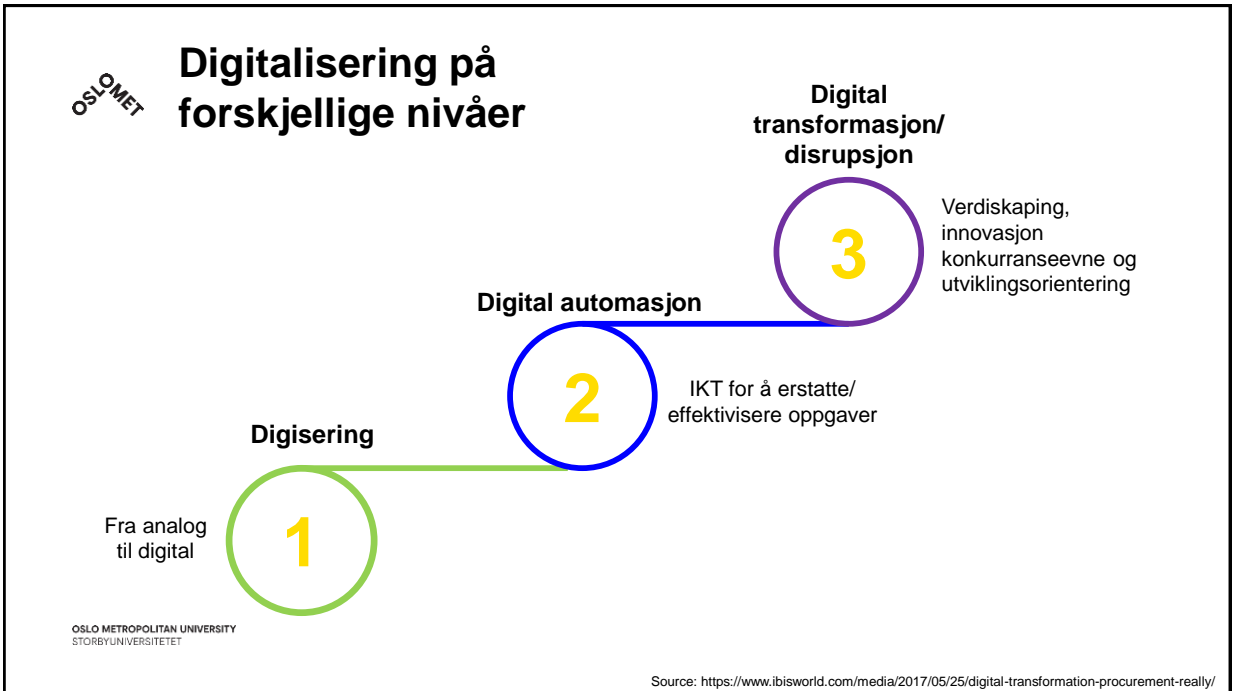 OSLOMET
Digitalisering på
forskjellige nivåer
Digital
transformasjon/
disrupsjon
3
Verdiskaping,
innovasjon
konkurranseevne og
utviklingsorientering
Digital automasjon
2
IKT for å erstatte/
effektivisere oppgaver
Digisering
1
Fra analog
til digital
OSLO METROPOLITAN UNIVERSITY
STORBYUNIVERSITETET
Source: https://www.ibisworld.com/media/2017/05/25/digital-transformation-procurement-really/